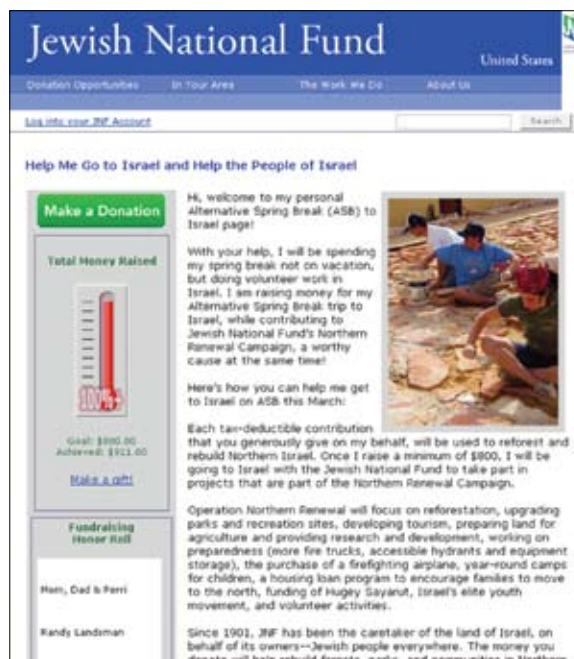 Jewish National Fund
United States
Donation Opportunities In Your Area The Work We Do About Us
Log into your JNF Account
Search
Help Me Go to Israel and Help the People of Israel
Make a Donation
Total Money Raised
100%+
Goal: $800.00
Achieved: $911.00
Make a gift!
Fundraising
Honor Roll
Mom, Dad & Perri
Randy Landsman
Hi, welcome to my personal
Alternative Spring Break (ASB) to
Israel page!
With your help, I will be spending
my spring break not on vacation,
but doing volunteer work in
Israel. I am raising money for my
Alternative Spring Break trip to
Israel, while contributing to
Jewish National Fund's Northern
Renewal Campaign, a worthy
cause at the same time!
Here's how you can help me get
to Israel on ASB this March:
Each tax-deductible contribution
that you generously give on my behalf, will be used to reforest and
rebuild Northern Israel. Once I raise a minimum of $800, I will be
going to Israel with the Jewish National Fund to take part in
projects that are part of the Northern Renewal Campaign.
Operation Northern Renewal will focus on reforestation, upgrading
parks and recreation sites, developing tourism, preparing land for
agriculture and providing research and development, working on
preparedness (more fire trucks, accessible hydrants and equipment
storage), the purchase of a firefighting airplane, year-round camps
for children, a housing loan program to encourage families to move
to the north, funding of Hugey Sayarut, Israel's elite youth
movement, and volunteer activities.
Since 1901, JNF has been the caretaker of the land of Israel, on
behalf of its owners--Jewish people everywhere. The money you
donate will help rebuild forests, parks, and communities in Northern